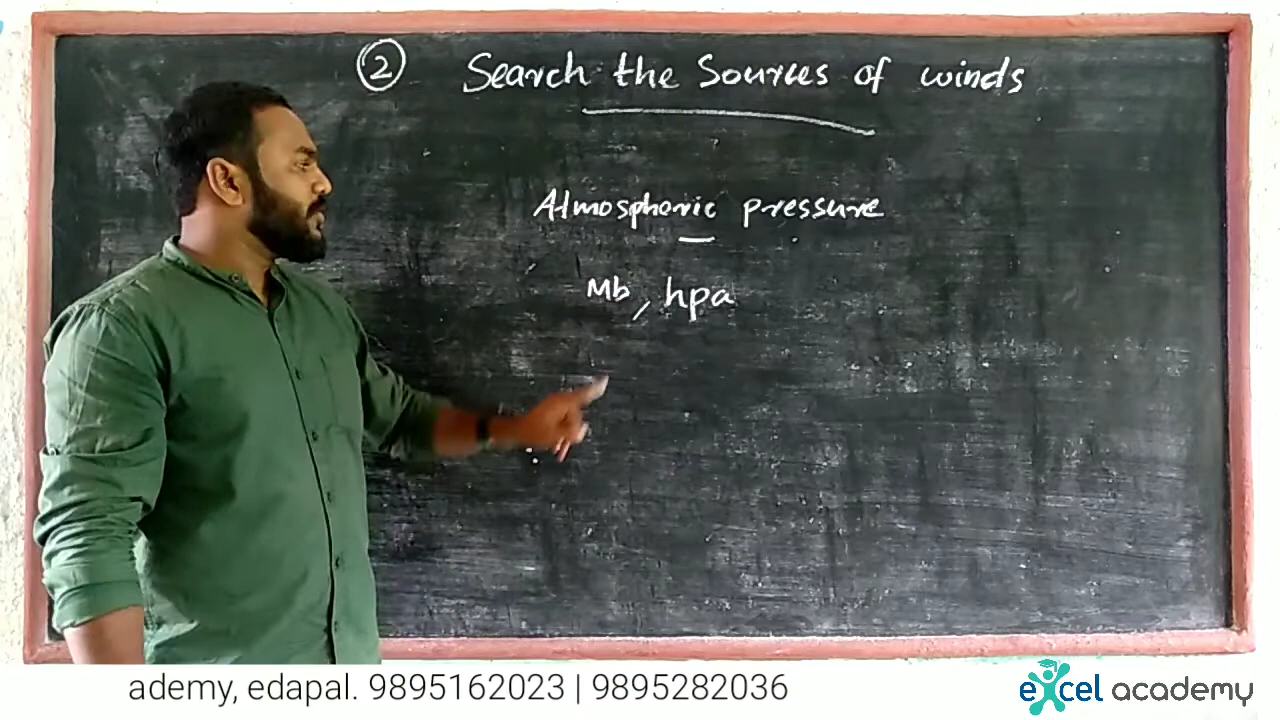 ② Search the Sources of winds
Atmospheric pressure
Mb, hpa
ademy, edapal. 9895162023 | 9895282036
excel academy